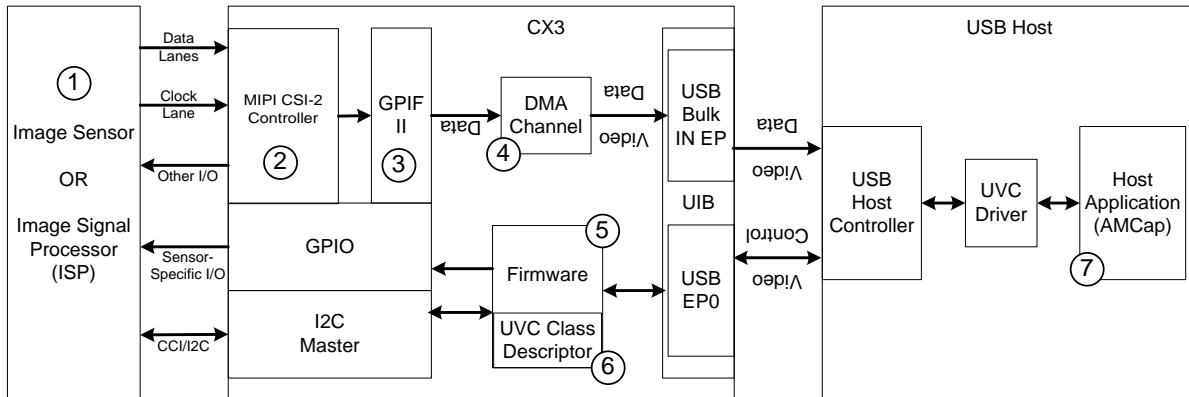 CX3
USB Host
1
Image Sensor
OR
Image Signal
Processor
(ISP)
Data
Lanes
Clock
Lane
Other I/O
Sensor-
Specific I/O
CCI/I2C
MIPI CSI-2
Controller
2
GPIF
II
3
GPIO
I2C
Master
Data
DMA
Channel
4
Data
Video
5
Firmware
UVC Class
Descriptor
6
USB
Bulk
IN EP
UIB
USB
EP0
Data
Video
Control
Video
USB
Host
Controller
UVC
Driver
Host
Application
(AMCap)
7